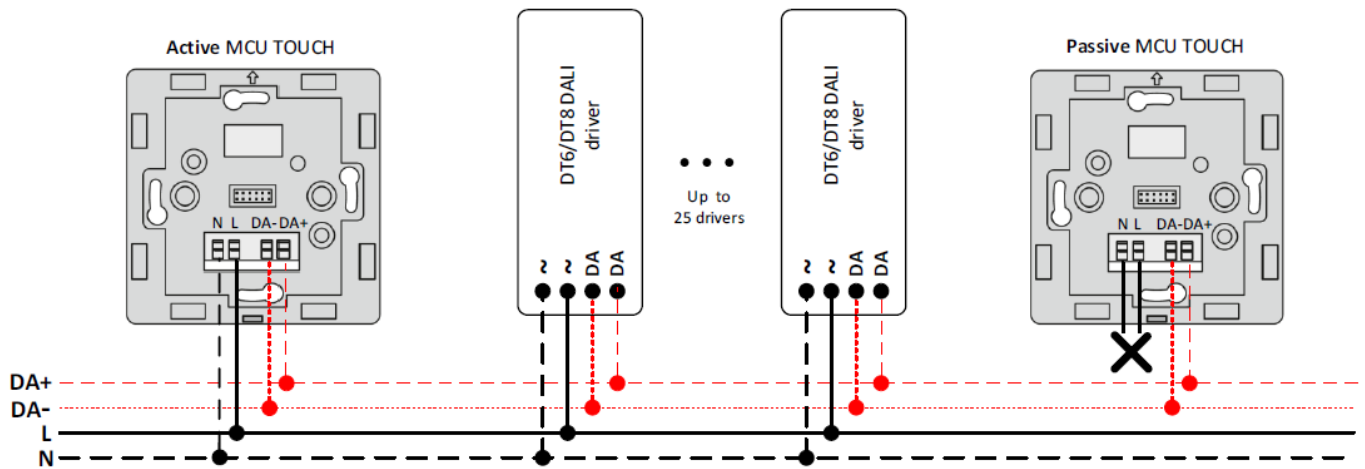 Active MCU TOUCH
N L DA- DA+
DT6/DT8 DALI
driver
~ ~ DA DA
Up to
25 drivers
DT6/DT8 DALI
driver
~ ~ DA DA
Passive MCU TOUCH
N L DA- DA+
DA+
DA-
L
N